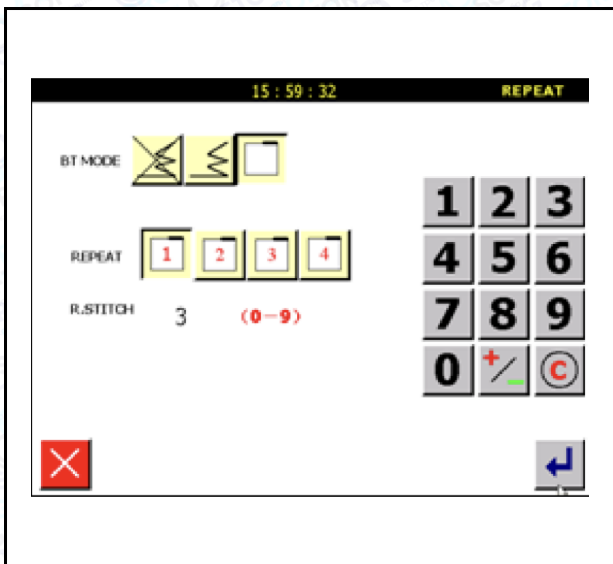 15 : 59 : 32 REPEAT
BT MODE
REPEAT 1 2 3 4
R.STITCH 3 (0-9)
1 2 3
4 5 6
7 8 9
0 +/- C